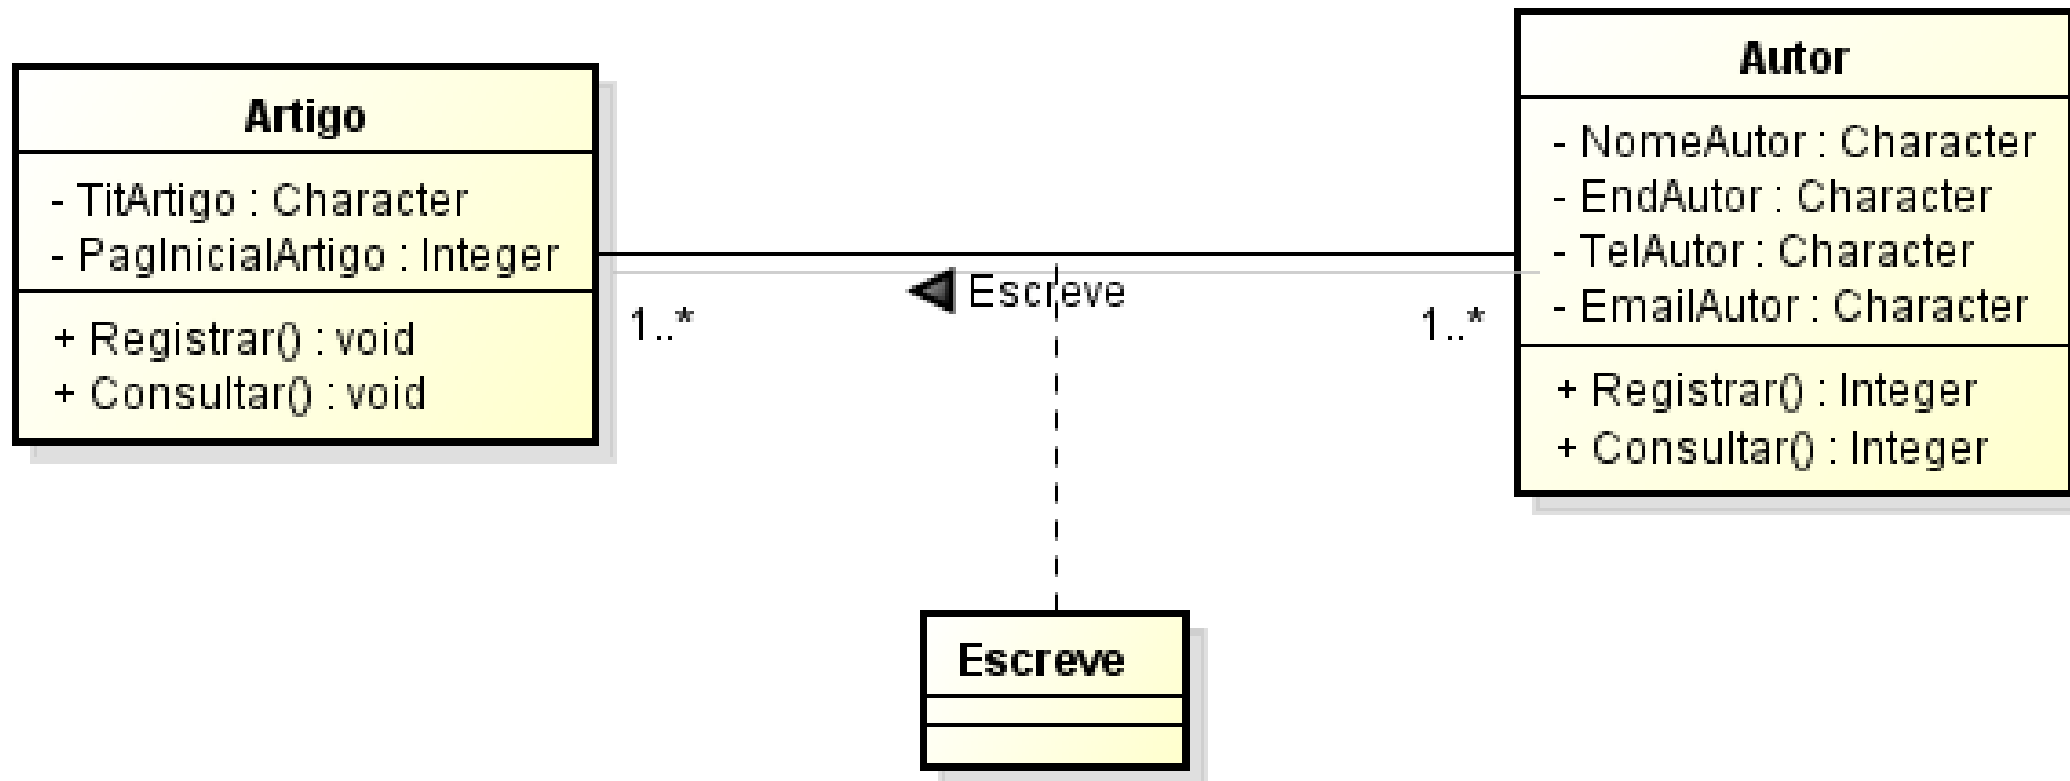 Artigo
- TitArtigo : Character
- PagInicialArtigo : Integer
+ Registrar() : void
+ Consultar() : void
1..*
Escreve
1..*
Autor
- NomeAutor : Character
- EndAutor : Character
- TelAutor : Character
- EmailAutor : Character
+ Registrar() : Integer
+ Consultar() : Integer
Escreve